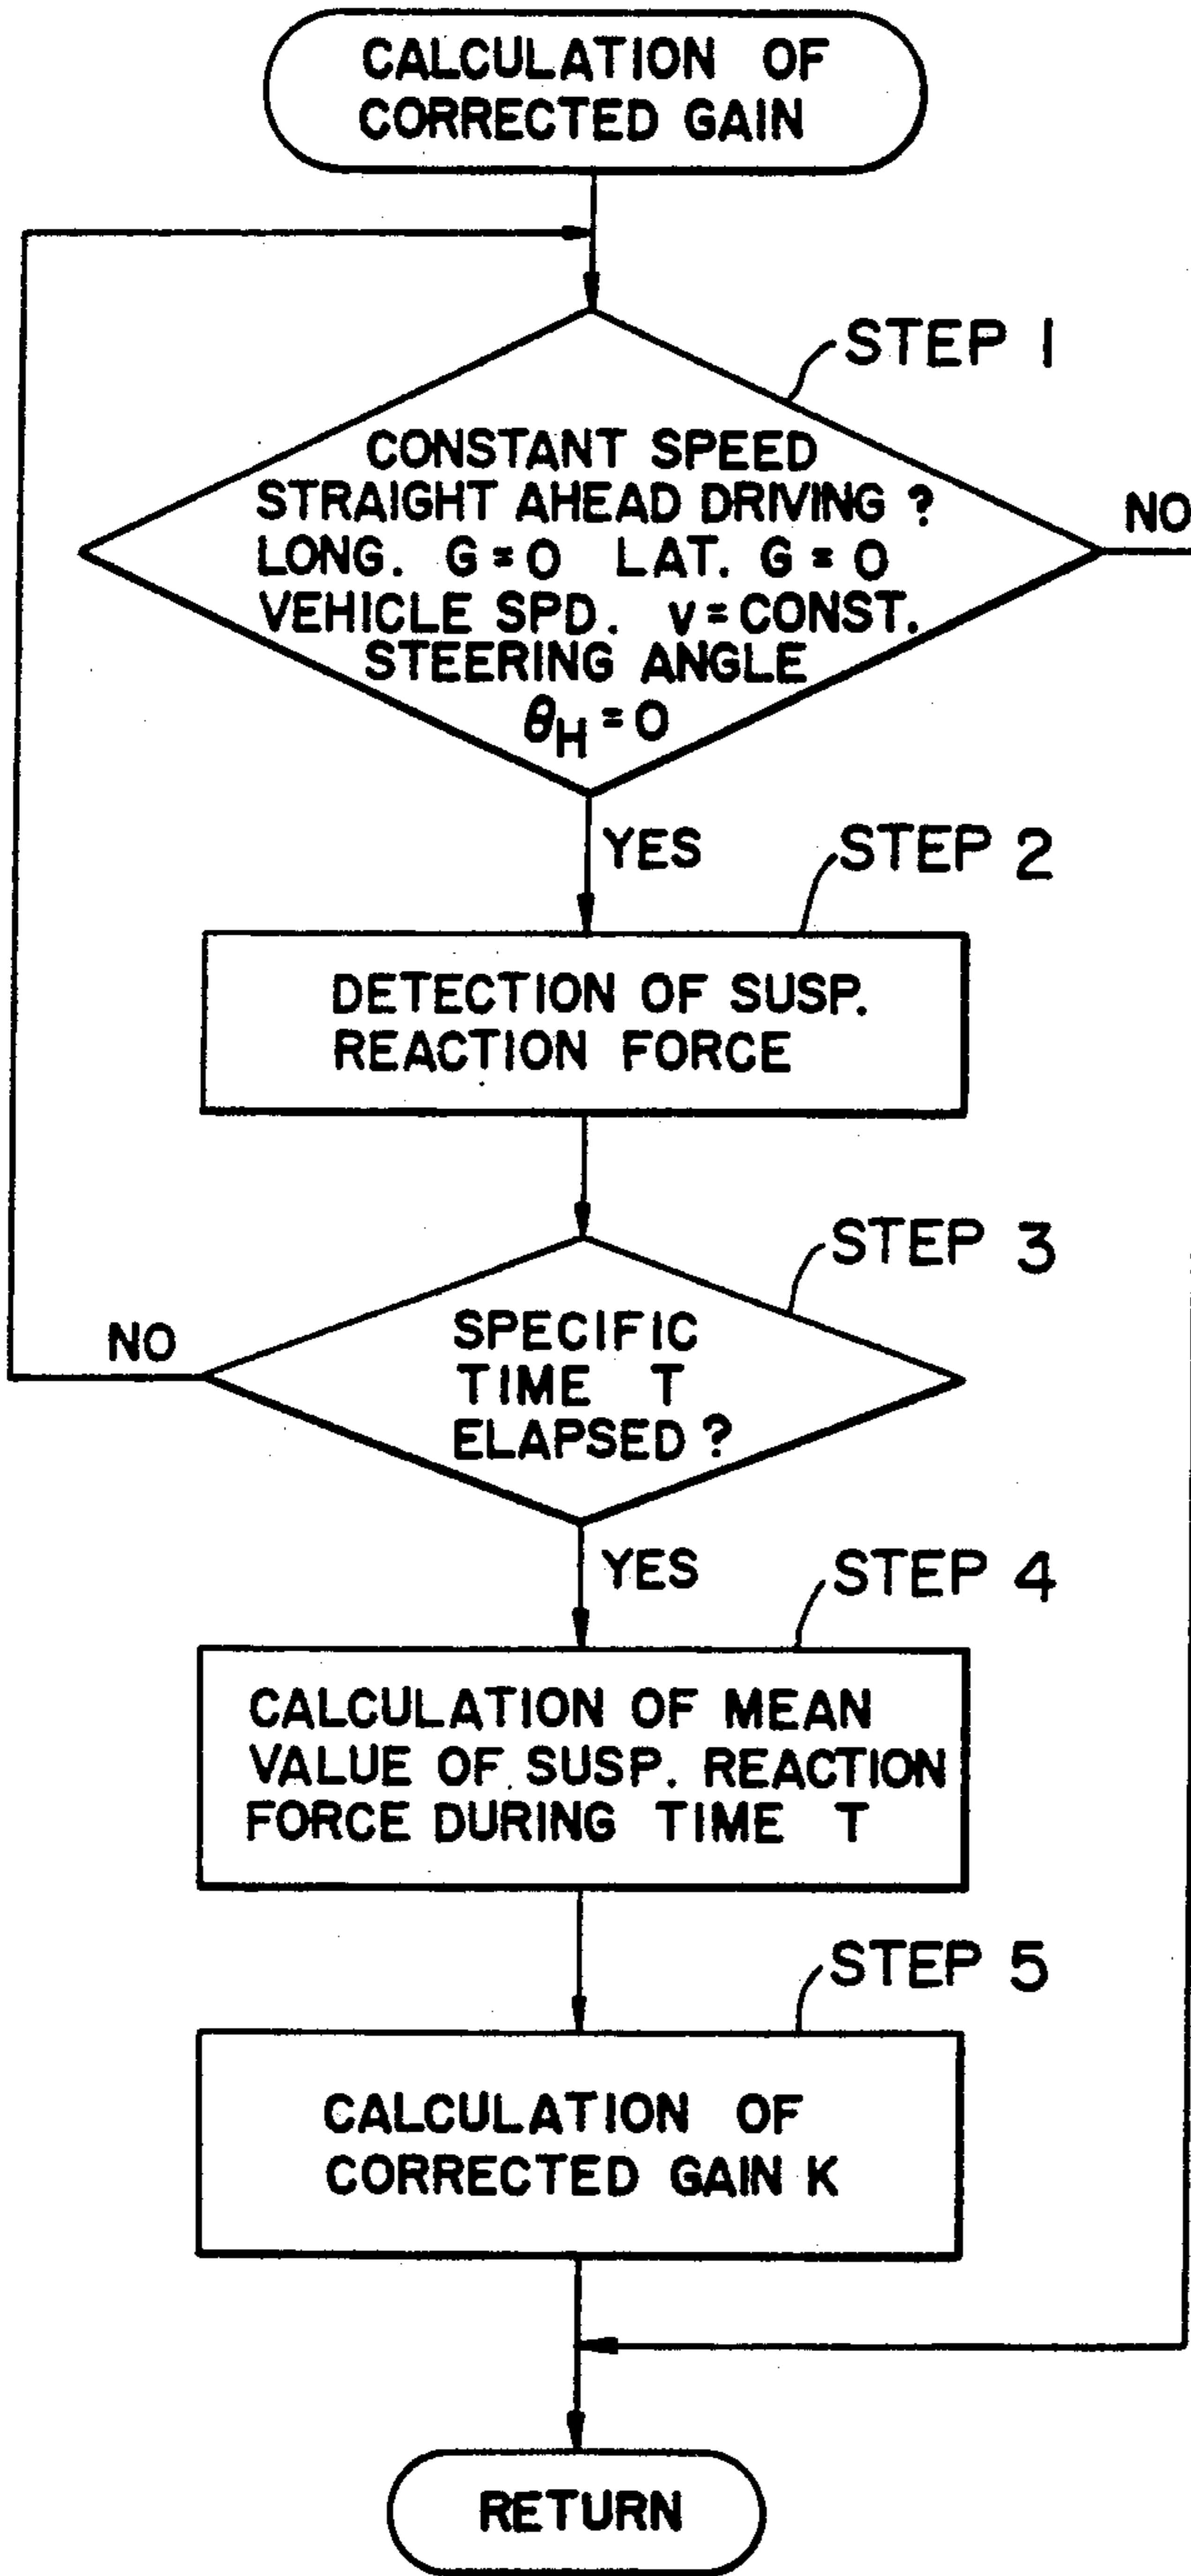 CALCULATION OF
CORRECTED GAIN
STEP 1
CONSTANT SPEED
STRAIGHT AHEAD DRIVING ?
LONG. G = 0 LAT. G = 0
VEHICLE SPD. v = CONST.
STEERING ANGLE
θH = 0
NO
YES
STEP 2
DETECTION OF SUSP.
REACTION FORCE
STEP 3
NO
SPECIFIC
TIME T
ELAPSED ?
YES
STEP 4
CALCULATION OF MEAN
VALUE OF SUSP. REACTION
FORCE DURING TIME T
STEP 5
CALCULATION OF
CORRECTED GAIN K
RETURN